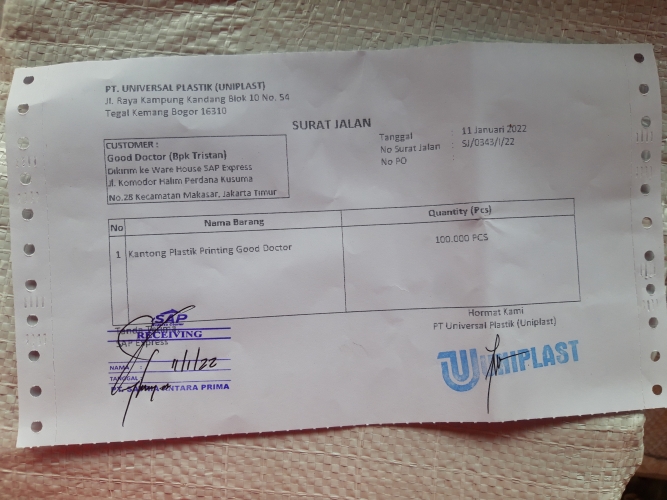 PT. UNIVERSAL PLASTIK (UNIPLAST)
Jl. Raya Kampung Kandang Blok 10 No. 54
Tegal Kemang Bogor 16310
SURAT JALAN
Tanggal : 11 Januari 2022
No Surat Jalan : SJ/0343/I/22
No PO :
CUSTOMER :
Good Doctor (Bpk Tristan)
Dikirim ke Ware House SAP Express
Jl. Komodor Halim Perdana Kusuma
No.28 Kecamatan Makasar, Jakarta Timur
No Nama Barang Quantity (Pcs)
1 Kantong Plastik Printing Good Doctor 100.000 PCS
Hormat Kami
PT Universal Plastik (Uniplast)
SAP
RECEIVING
SAP Express
NAMA :
11/1/22
TANGGAL
ANTARA PRIMA
UNIPLAST